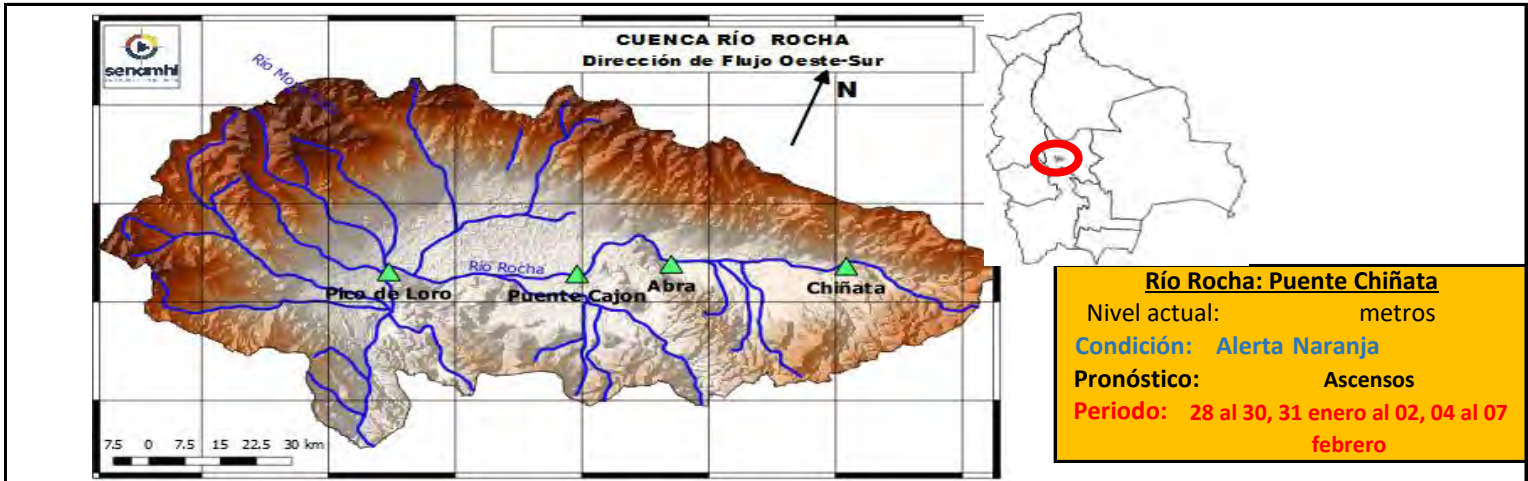 senamhi
CUENCA RÍO ROCHA
Dirección de Flujo Oeste-Sur
N
Río Rocha
Pico de Loro
Puente Cajon
Abra
Chiñata
7.5 0 7.5 15 22.5 30 km
Río Rocha: Puente Chiñata
Nivel actual: metros
Condición: Alerta Naranja
Pronóstico: Ascensos
Periodo: 28 al 30, 31 enero al 02, 04 al 07
febrero